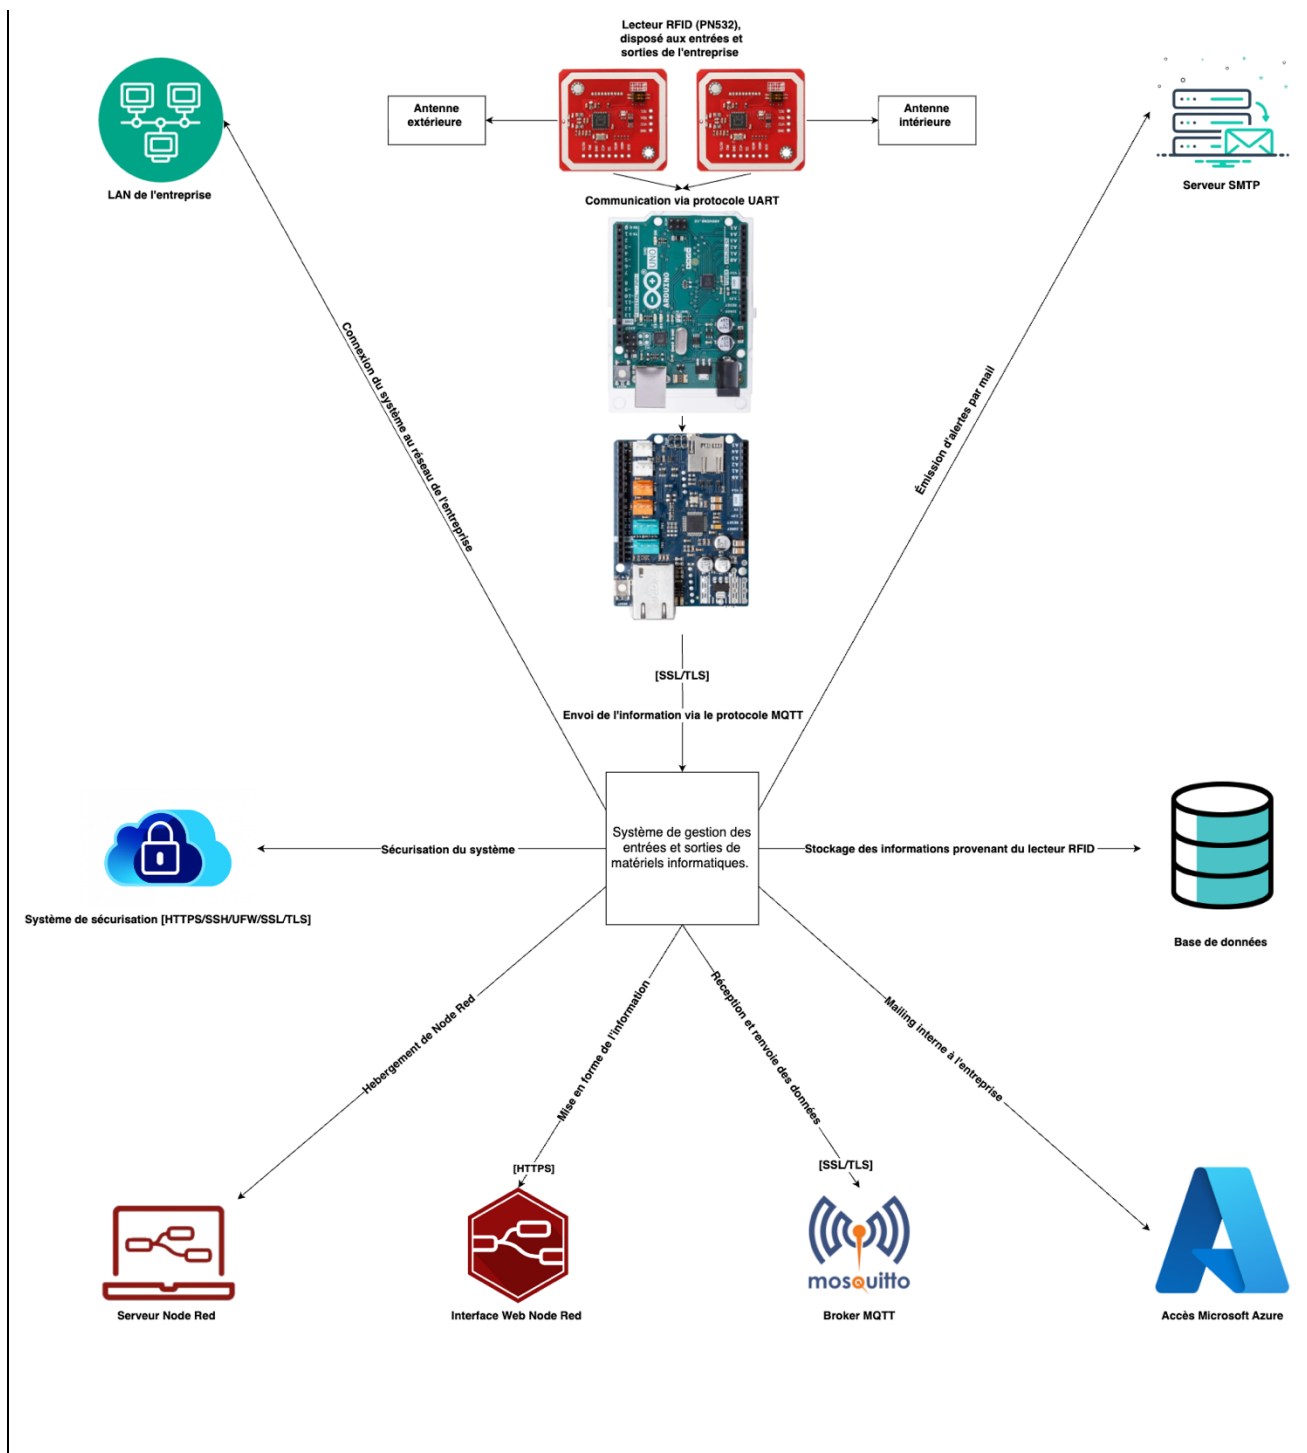 Lecteur RFID (PN532),
disposé aux entrées et
sorties de l'entreprise
Antenne
extérieure
Antenne
intérieure
LAN de l'entreprise
Serveur SMTP
Communication via protocole UART
UNO
ARDUINO
Connexion du système au réseau de l'entreprise
Émission d'alertes par mail
[SSL/TLS]
Envoi de l'information via le protocole MQTT
Système de gestion des
entrées et sorties de
matériels informatiques.
Sécurisation du système
Stockage des informations provenant du lecteur RFID
Système de sécurisation [HTTPS/SSH/UFW/SSL/TLS]
Base de données
Hebergement de Node Red
Mise en forme de l'information
Réception et renvoie des données
Mailing interne à l'entreprise
[HTTPS]
[SSL/TLS]
mosquitto
Serveur Node Red
Interface Web Node Red
Broker MQTT
Accès Microsoft Azure